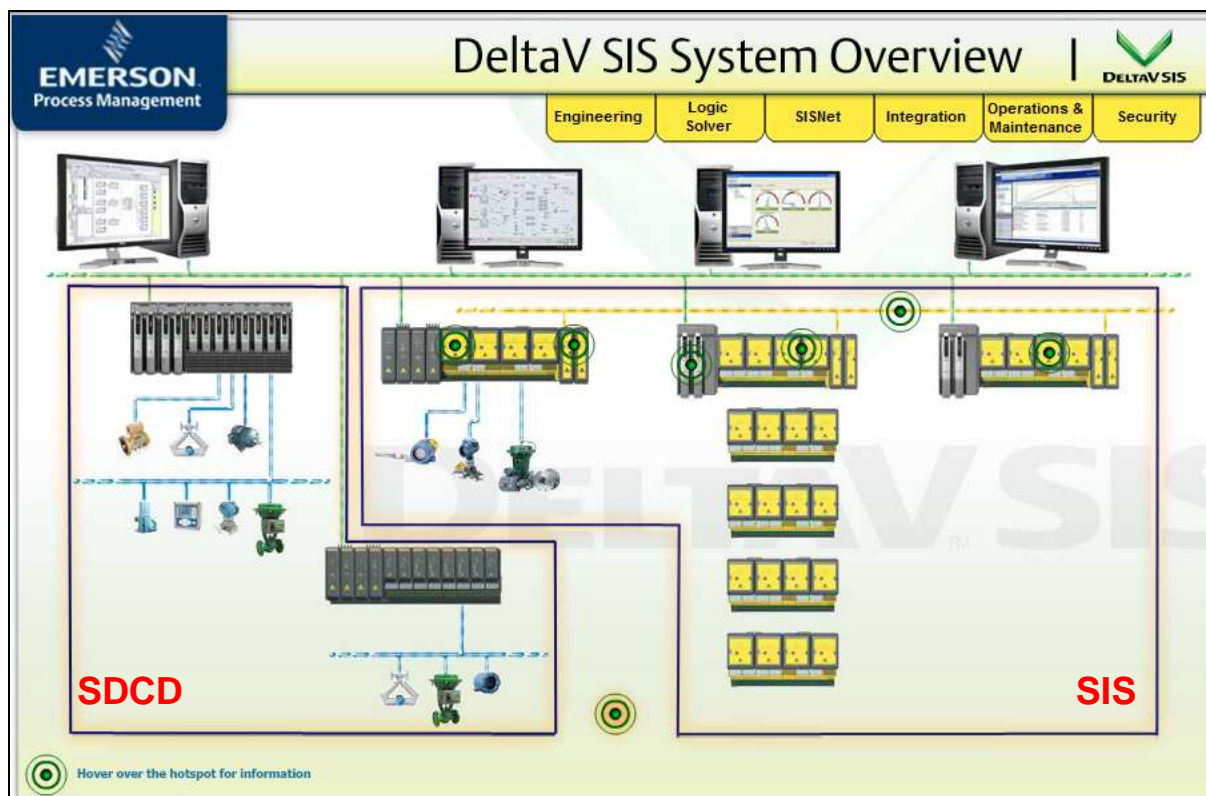 EMERSON
Process Management
DeltaV SIS System Overview |
DELTAV SIS
Engineering
Logic
Solver
SISNet
Integration
Operations &
Maintenance
Security
DELTAV SIS
TM
SDCD
SIS
Hover over the hotspot for information